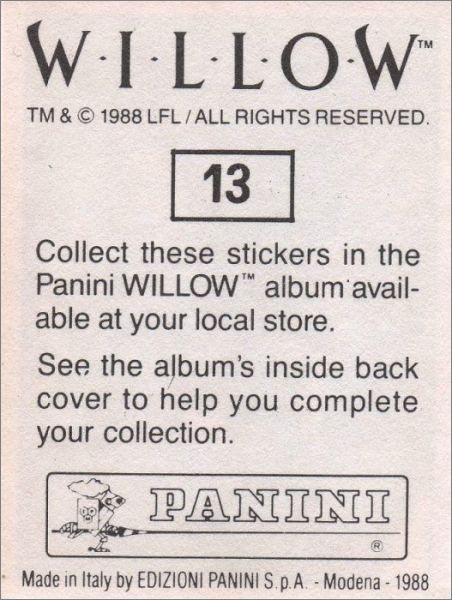 W·I·L·L·O·W™
TM & © 1988 LFL / ALL RIGHTS RESERVED.
13
Collect these stickers in the
Panini WILLOW™ album avail-
able at your local store.
See the album's inside back
cover to help you complete
your collection.
PANINI
®
Made in Italy by EDIZIONI PANINI S.p.A. - Modena - 1988